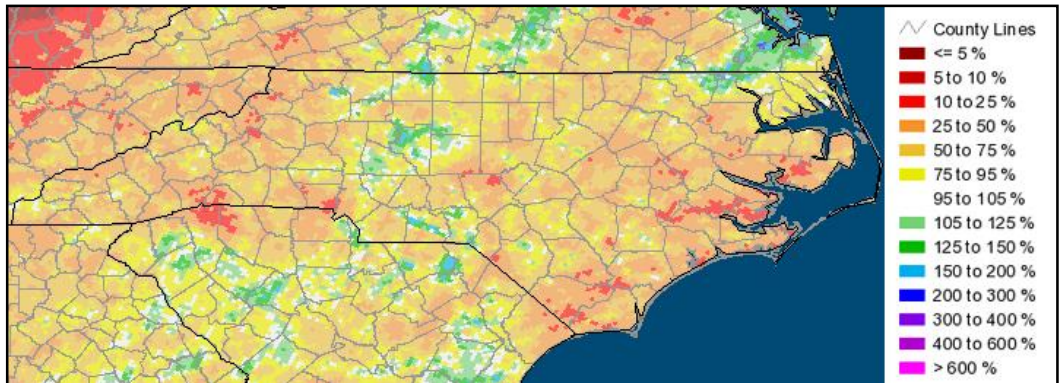 County Lines
<= 5 %
5 to 10 %
10 to 25 %
25 to 50 %
50 to 75 %
75 to 95 %
95 to 105 %
105 to 125 %
125 to 150 %
150 to 200 %
200 to 300 %
300 to 400 %
400 to 600 %
> 600 %